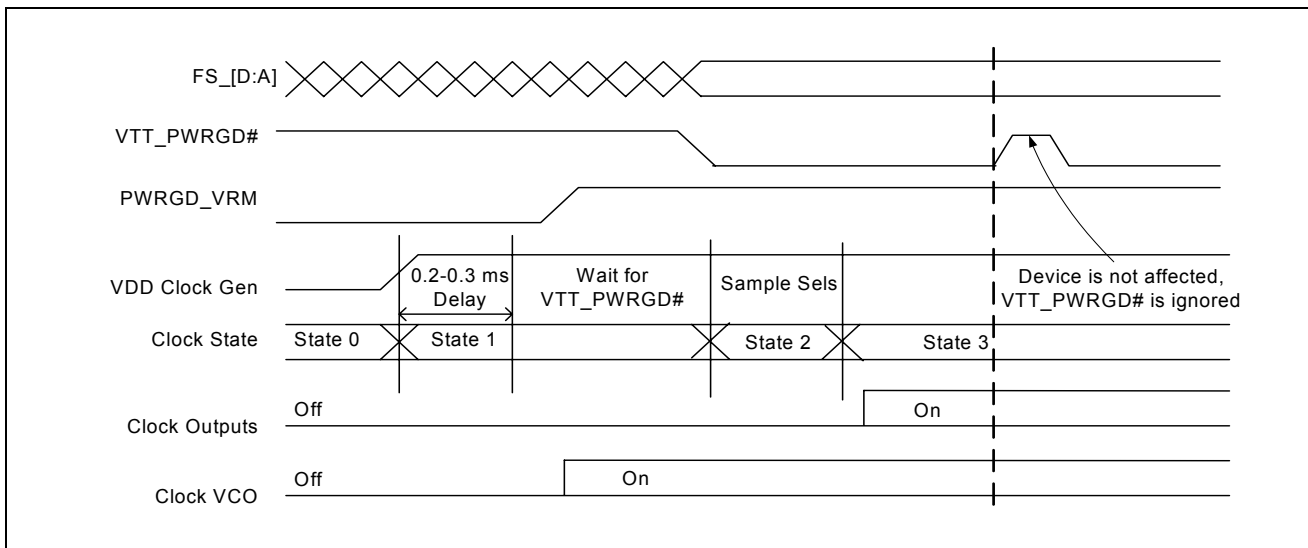 FS_[D:A]
VTT_PWRGD#
PWRGD_VRM
VDD Clock Gen
0.2-0.3 ms
Delay
Wait for
VTT_PWRGD#
Sample Sels
Device is not affected,
VTT_PWRGD# is ignored
Clock State
State 0
State 1
State 2
State 3
Clock Outputs
Off
On
Clock VCO
Off
On